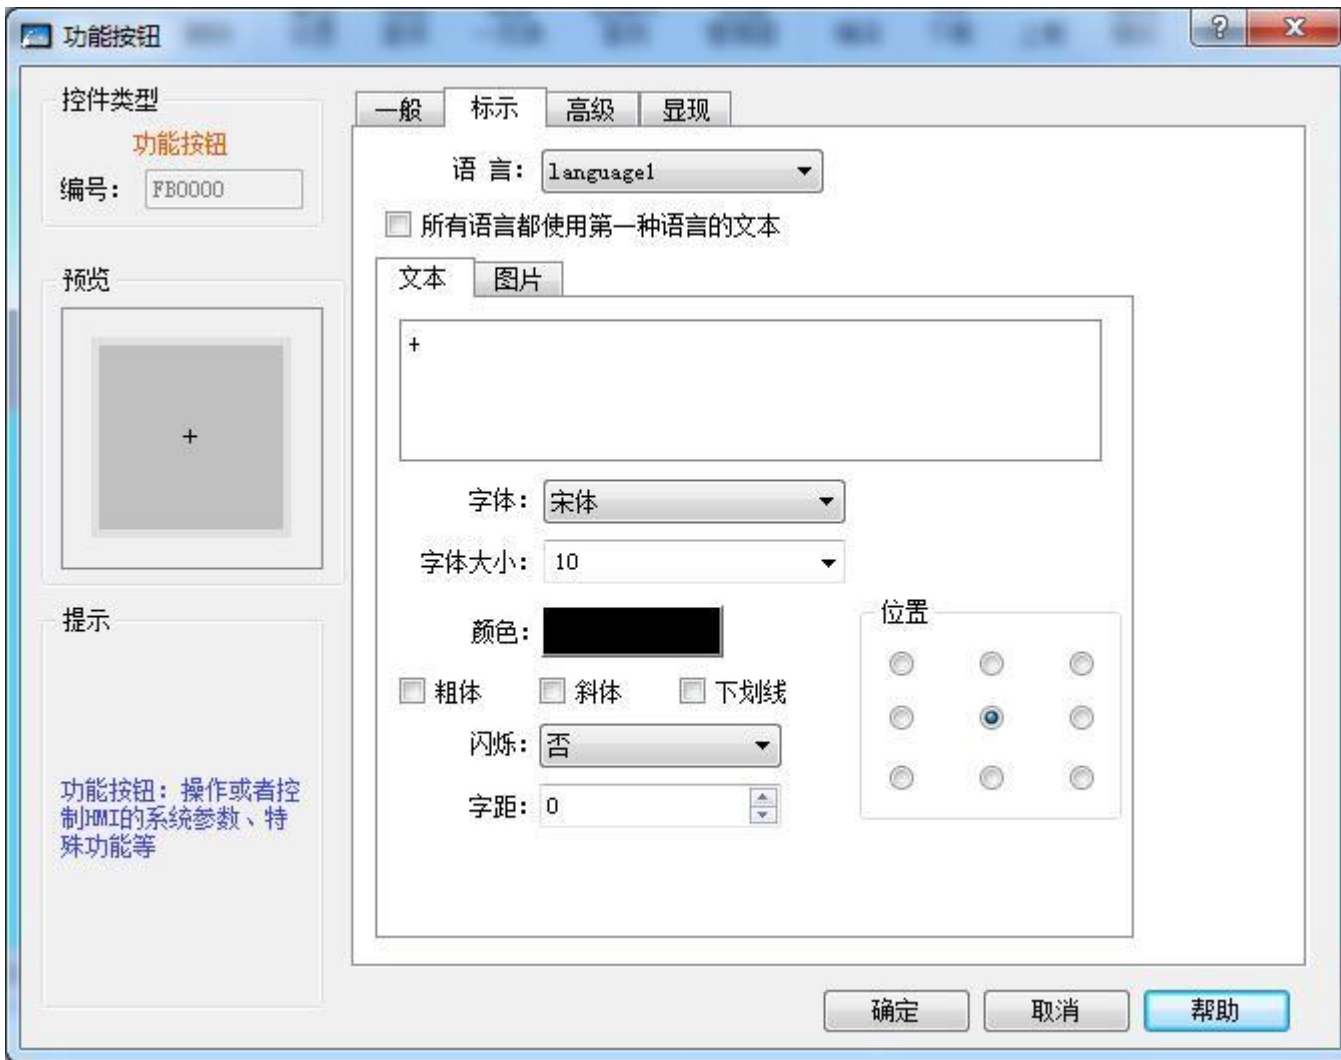 功能按钮
控件类型
功能按钮
编号: FB0000
预览
+
提示
功能按钮: 操作或者控
制HMI的系统参数、特
殊功能等
一般 标示 高级 显现
语 言: language1
所有语言都使用第一种语言的文本
文本 图片
+
字体: 宋体
字体大小: 10
颜色:
粗体 斜体 下划线
闪烁: 否
字距: 0
位置
确定 取消 帮助